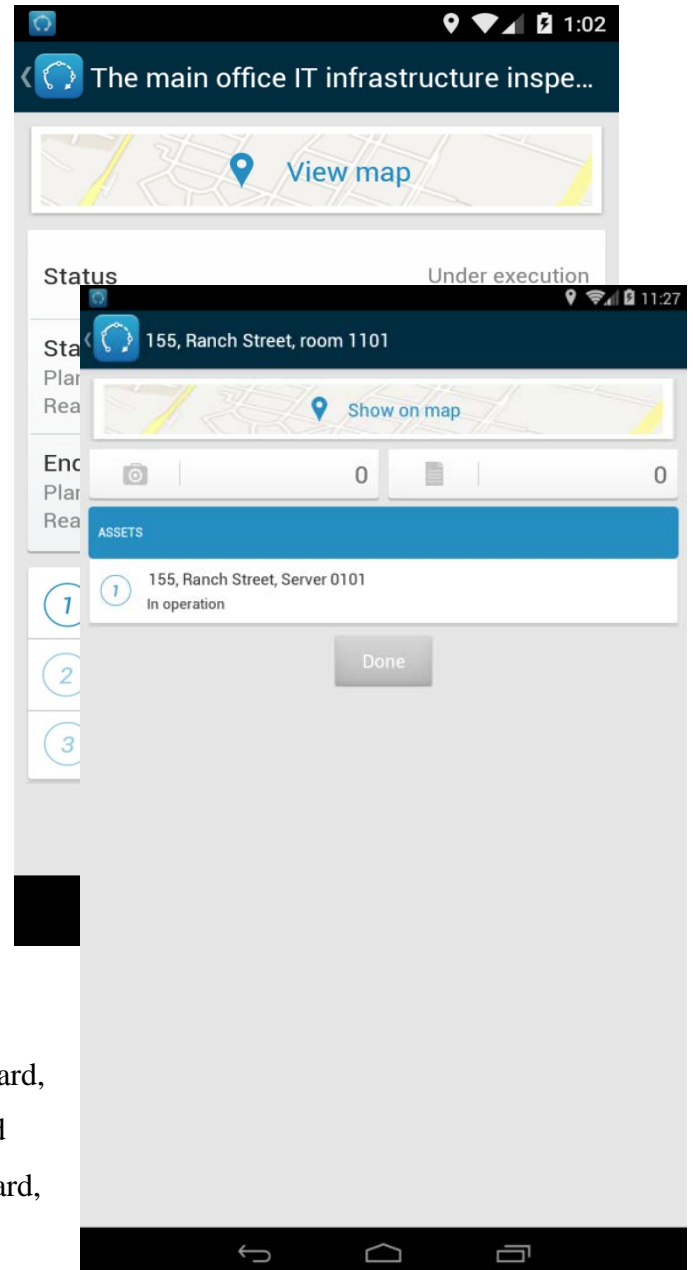 1:02
The main office IT infrastructure inspe...
View map
Status
Under execution
11:27
155, Ranch Street, room 1101
Show on map
0
0
ASSETS
1
155, Ranch Street, Server 0101
In operation
Done
1
2
3